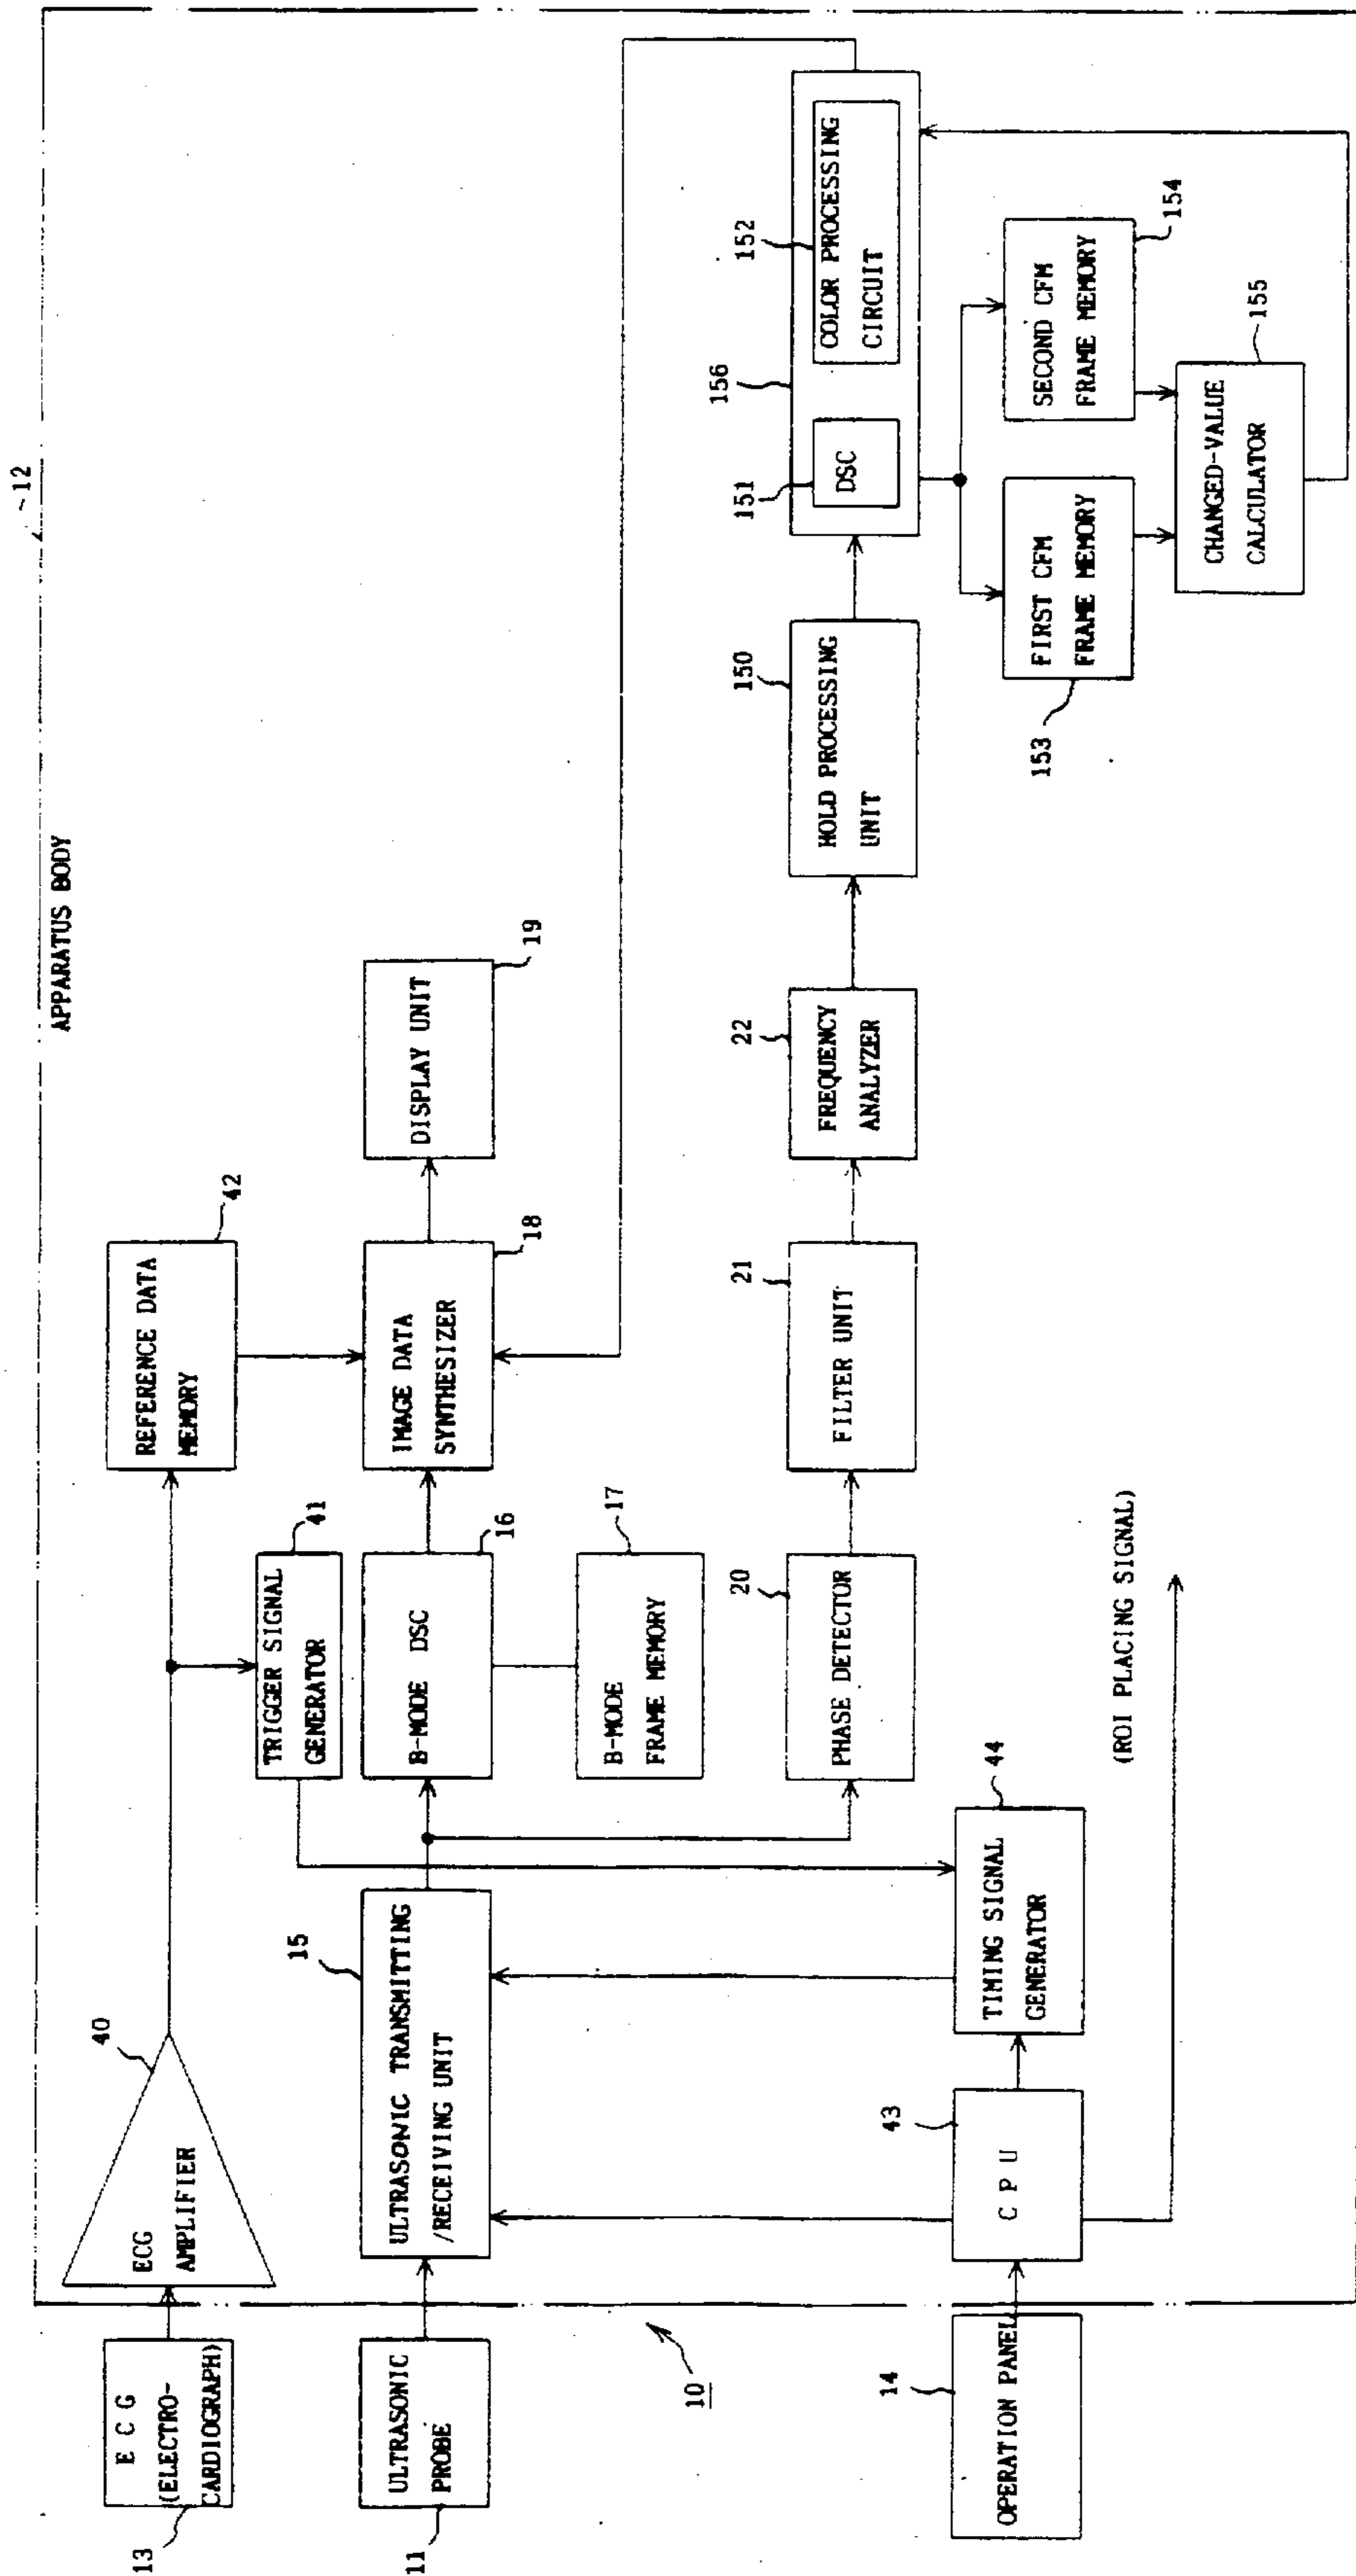 APPARATUS BODY
~12
E C G
(ELECTRO-
CARDIOGRAPH)
13
ECG
AMPLIFIER
40
TRIGGER SIGNAL
GENERATOR
41
REFERENCE DATA
MEMORY
42
ULTRASONIC
PROBE
11
ULTRASONIC TRANSMITTING
/RECEIVING UNIT
15
B-MODE DSC
16
B-MODE
FRAME MEMORY
17
IMAGE DATA
SYNTHESIZER
18
DISPLAY UNIT
19
10
PHASE DETECTOR
20
FILTER UNIT
21
FREQUENCY
ANALYZER
22
HOLD PROCESSING
UNIT
150
DSC
151
COLOR PROCESSING
CIRCUIT
152
156
FIRST CFM
FRAME MEMORY
153
SECOND CFM
FRAME MEMORY
154
CHANGED-VALUE
CALCULATOR
155
OPERATION PANEL
14
C P U
43
TIMING SIGNAL
GENERATOR
44
(ROI PLACING SIGNAL)